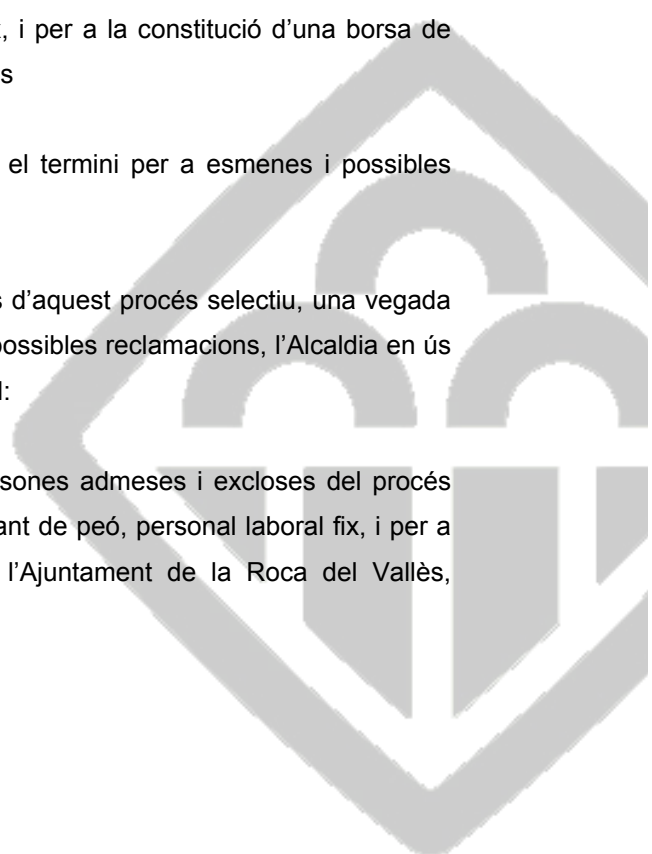 , i per a la constitució d’una borsa de
s
el termini per a esmenes i possibles
s d’aquest procés selectiu, una vegada
possibles reclamacions, l’Alcaldia en ús
l:
sones admeses i excloses del procés
ant de peó, personal laboral fix, i per a
l’Ajuntament de la Roca del Vallès,